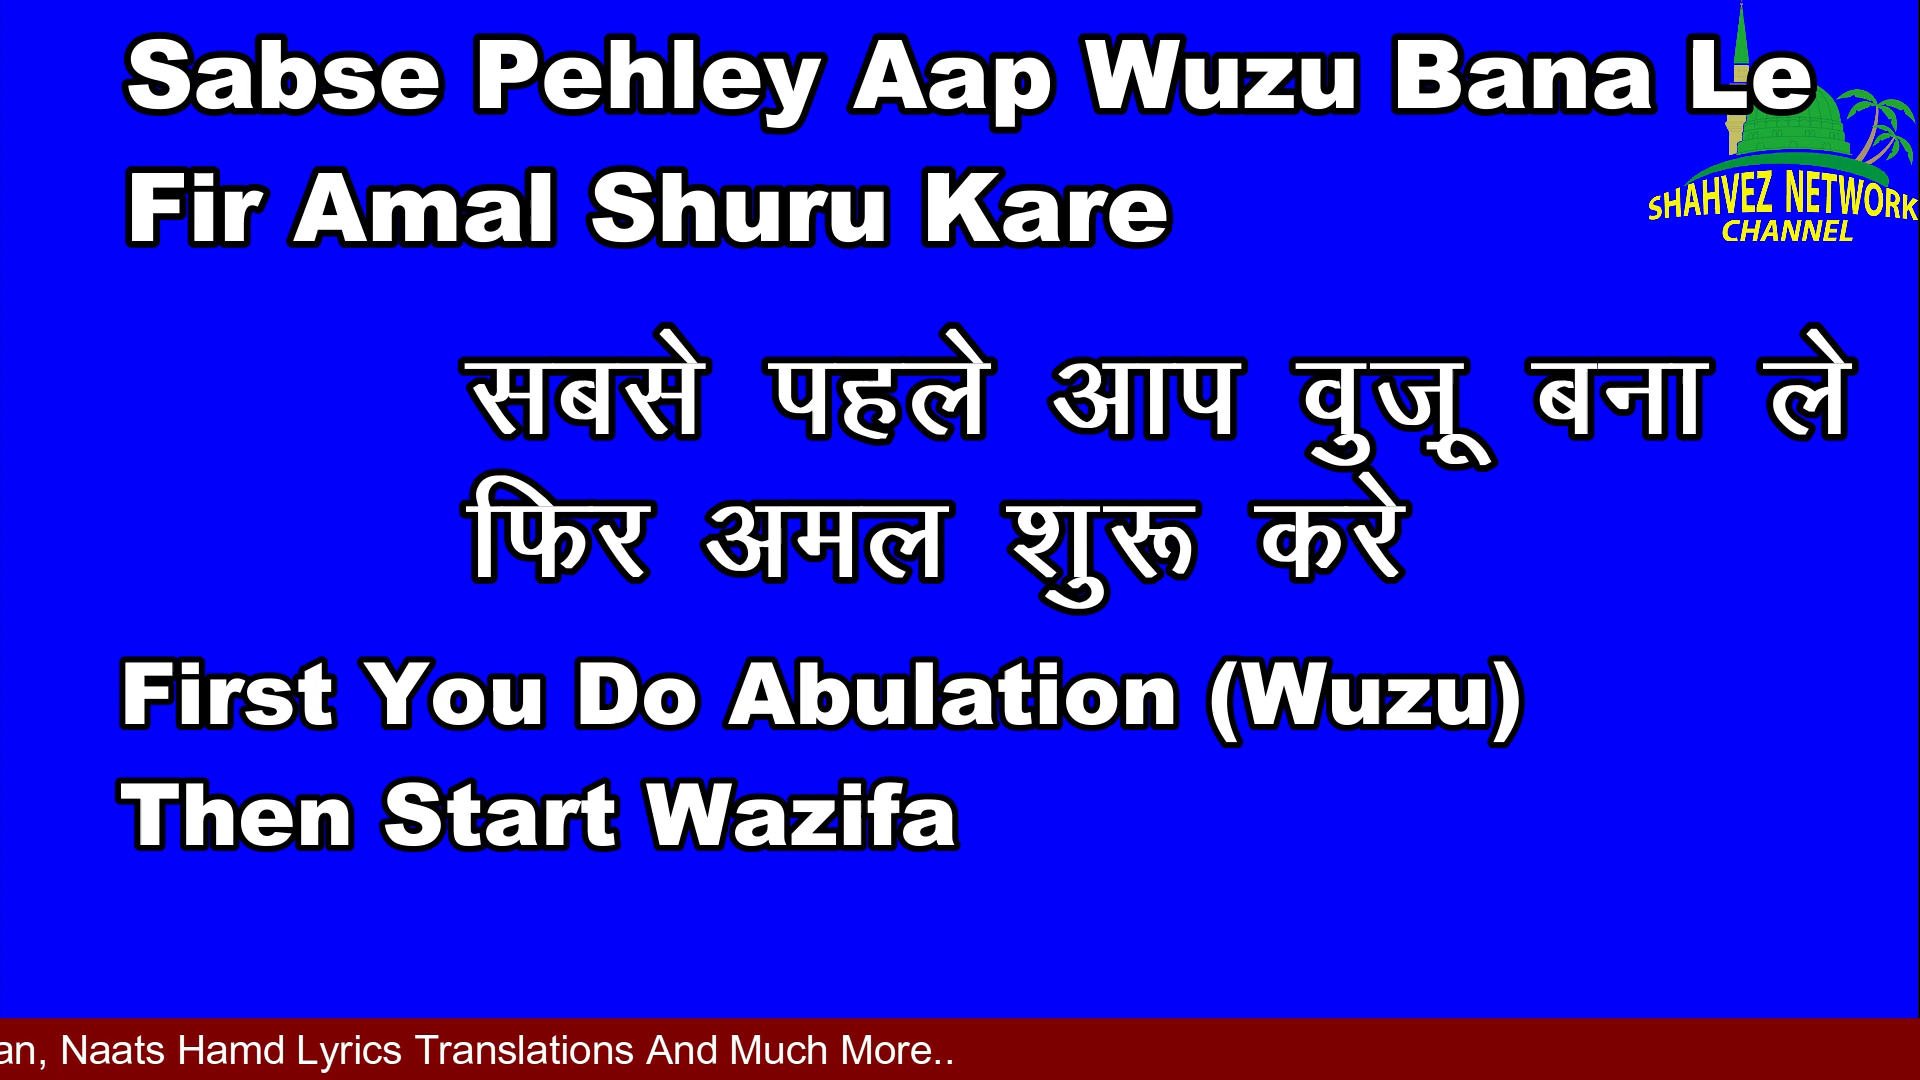 Sabse Pehley Aap Wuzu Bana Le
Fir Amal Shuru Kare
SHAHVEZ NETWORK
CHANNEL
सबसे पहले आप वुजू बना ले
फिर अमल शुरू करे
First You Do Abulation (Wuzu)
Then Start Wazifa
an, Naats Hamd Lyrics Translations And Much More..